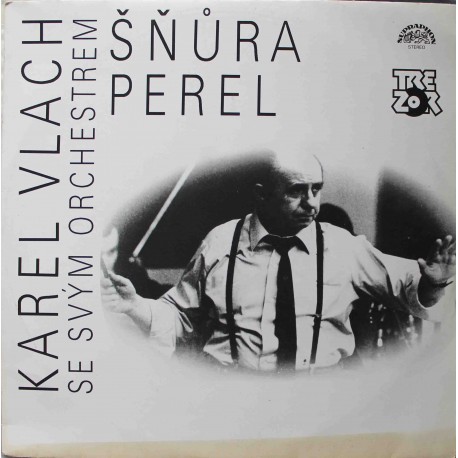 KAREL VLACH
SE SVÝM ORCHESTREM
ŠŇŮRA
PEREL
SUPRAPHON
STEREO
TREZOR